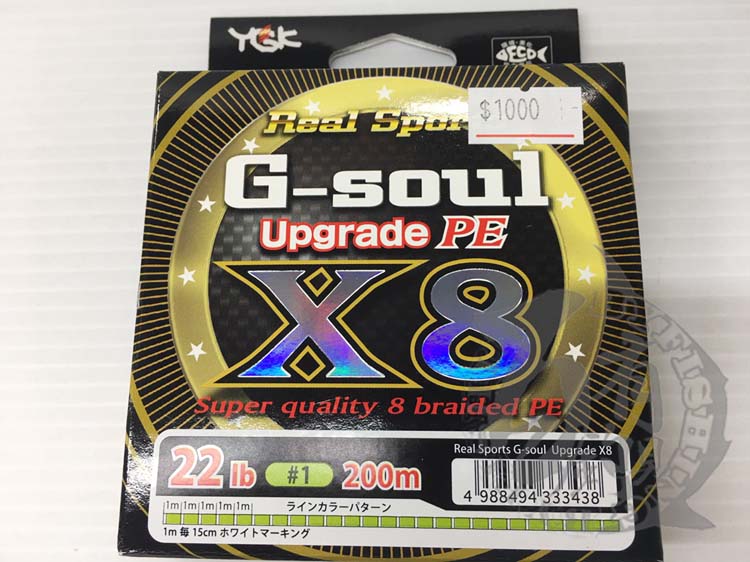 YGK
ECO
$1000
Real Spor
G-soul
Upgrade PE
X8
Super quality 8 braided PE
22 lb #1 200m
Real Sports G-soul Upgrade X8
4 988494 333438
1m 1m 1m 1m 1m
ラインカラーパターン
1m 毎 15cm ホワイトマーキング